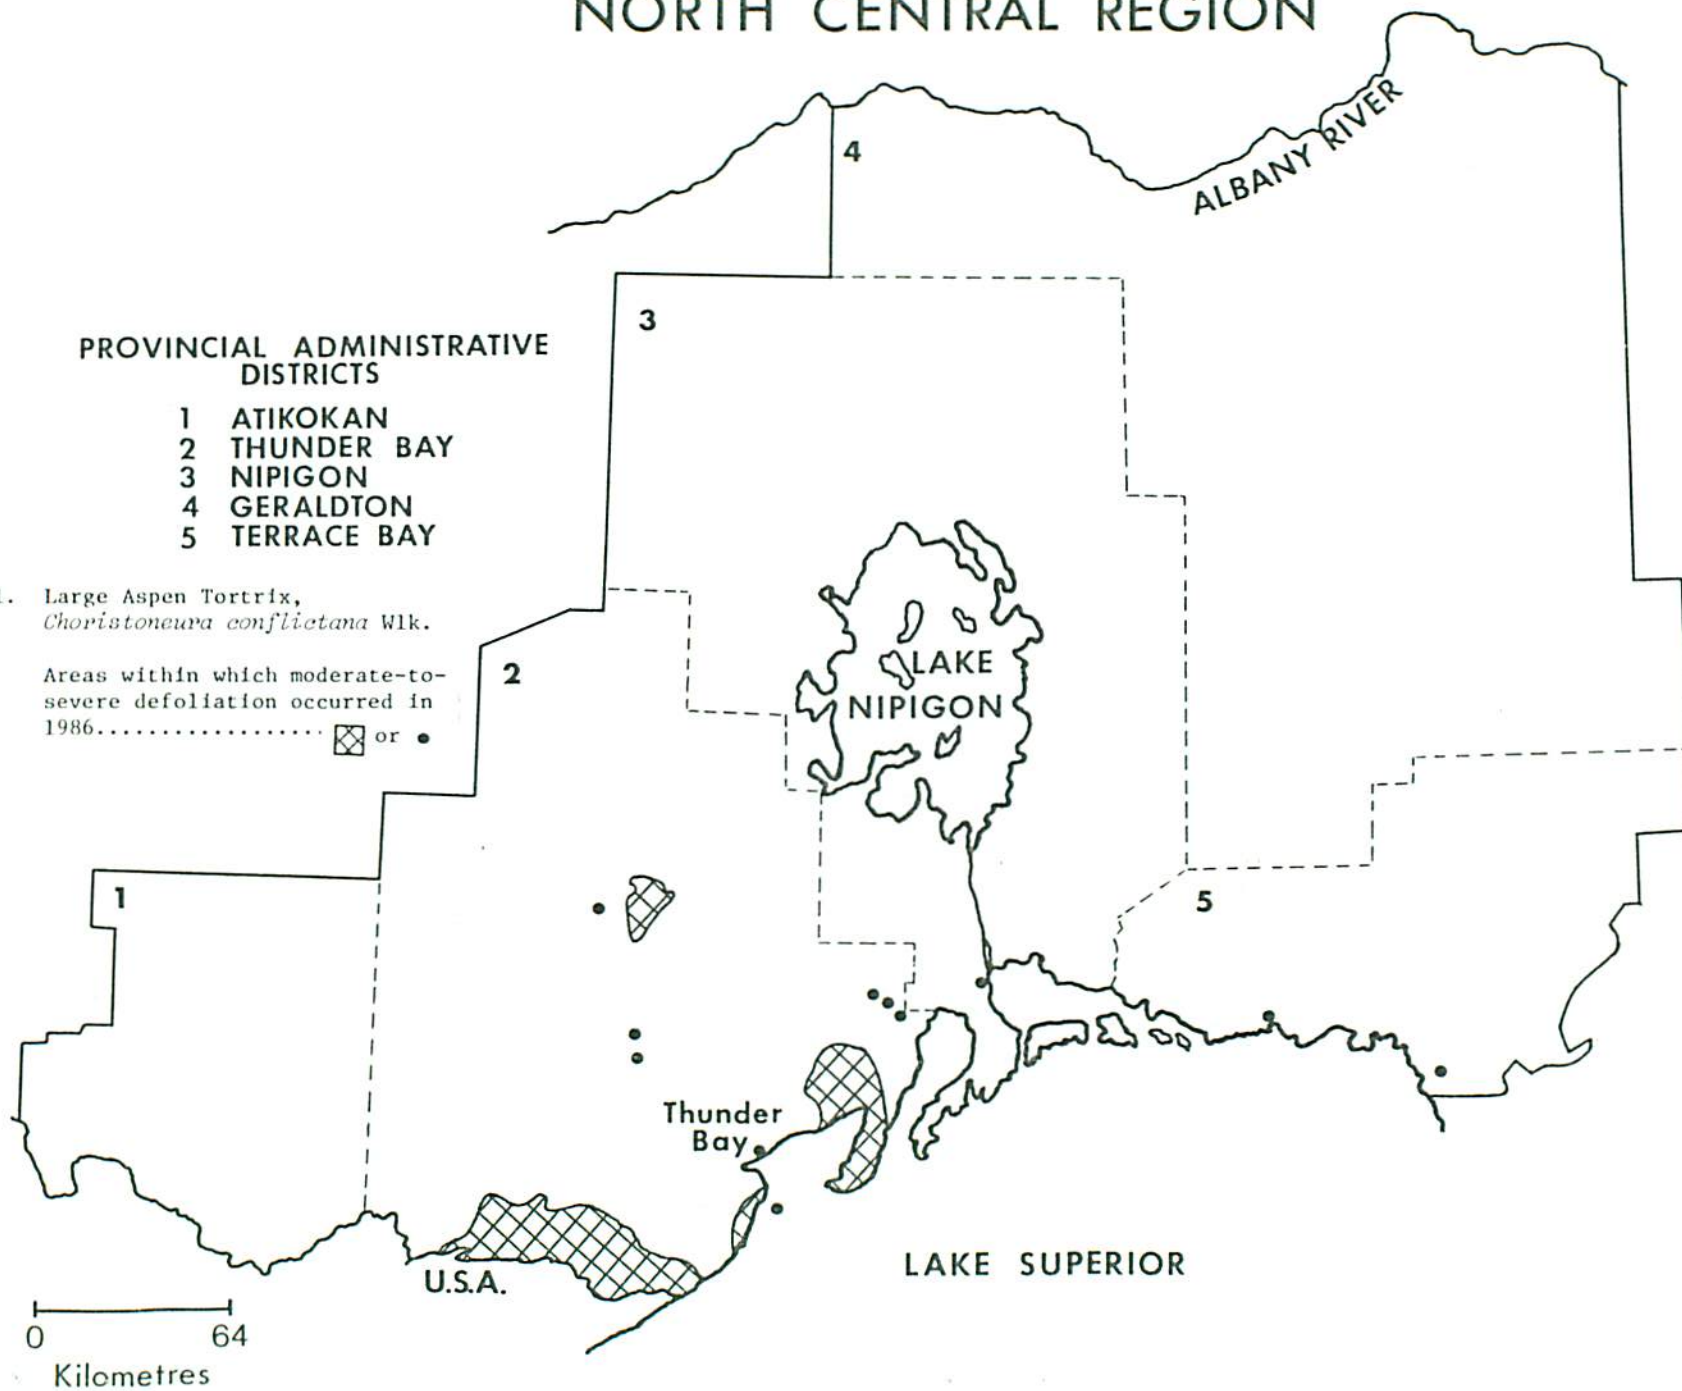 NORTH CENTRAL REGION
ALBANY RIVER
4
3
PROVINCIAL ADMINISTRATIVE
DISTRICTS
1 ATIKOKAN
2 THUNDER BAY
3 NIPIGON
4 GERALDTON
5 TERRACE BAY
Large Aspen Tortrix,
Choristoneura conflictana Wlk.
Areas within which moderate-to-
severe defoliation occurred in
1986.................. or
2
LAKE
NIPIGON
1
5
Thunder
Bay
LAKE SUPERIOR
U.S.A.
0 64
Kilometres